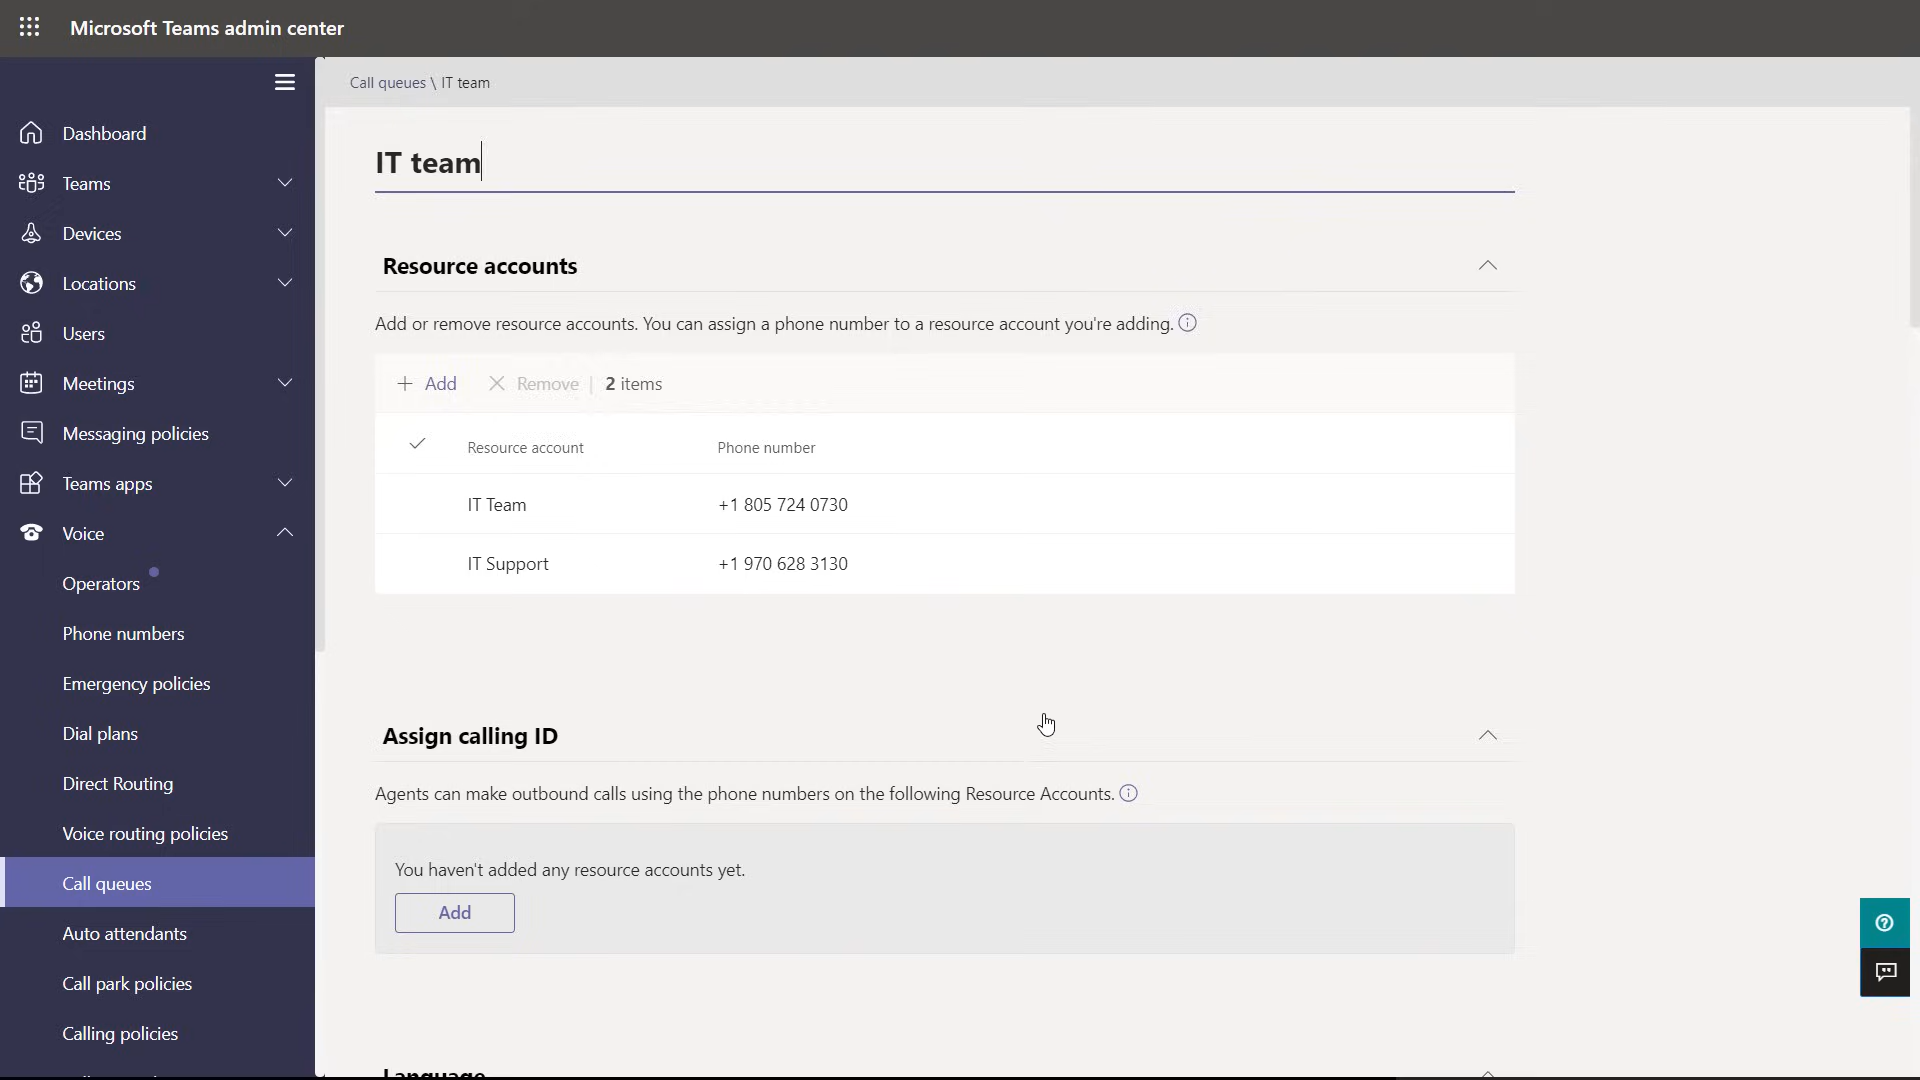 Microsoft Teams admin center
Call queues \ IT team
Dashboard
Teams
Devices
Locations
Users
Meetings
Messaging policies
Teams apps
Voice
Operators
Phone numbers
Emergency policies
Dial plans
Direct Routing
Voice routing policies
Call queues
Auto attendants
Call park policies
Calling policies
IT team
Resource accounts
Add or remove resource accounts. You can assign a phone number to a resource account you're adding.
Add Remove | 2 items
Resource account Phone number
IT Team +1 805 724 0730
IT Support +1 970 628 3130
Assign calling ID
Agents can make outbound calls using the phone numbers on the following Resource Accounts.
You haven't added any resource accounts yet.
Add
Language